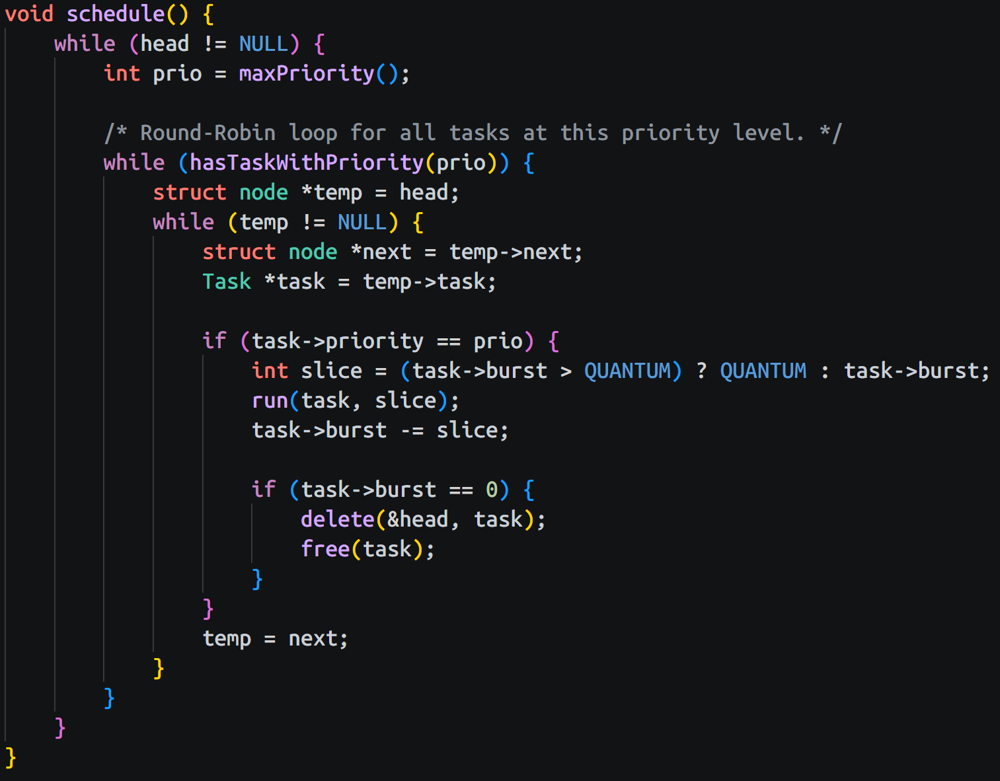 void schedule() {
    while (head != NULL) {
        int prio = maxPriority();

        /* Round-Robin loop for all tasks at this priority level. */
        while (hasTaskWithPriority(prio)) {
            struct node *temp = head;
            while (temp != NULL) {
                struct node *next = temp->next;
                Task *task = temp->task;

                if (task->priority == prio) {
                    int slice = (task->burst > QUANTUM) ? QUANTUM : task->burst;
                    run(task, slice);
                    task->burst -= slice;

                    if (task->burst == 0) {
                        delete(&head, task);
                        free(task);
                    }
                }
                temp = next;
            }
        }
    }
}